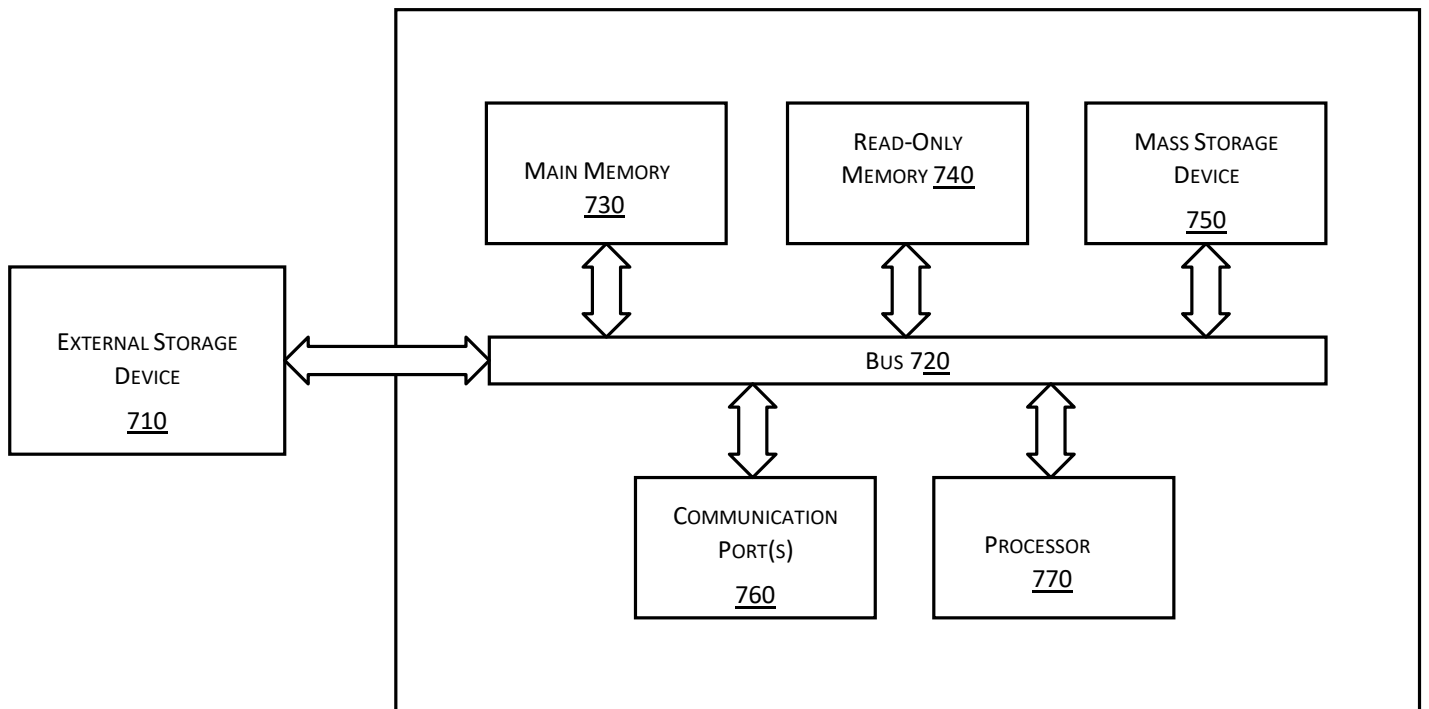 MAIN MEMORY
730
READ-ONLY
MEMORY 740
MASS STORAGE
DEVICE
750
EXTERNAL STORAGE
DEVICE
710
BUS 720
COMMUNICATION
PORT(S)
760
PROCESSOR
770